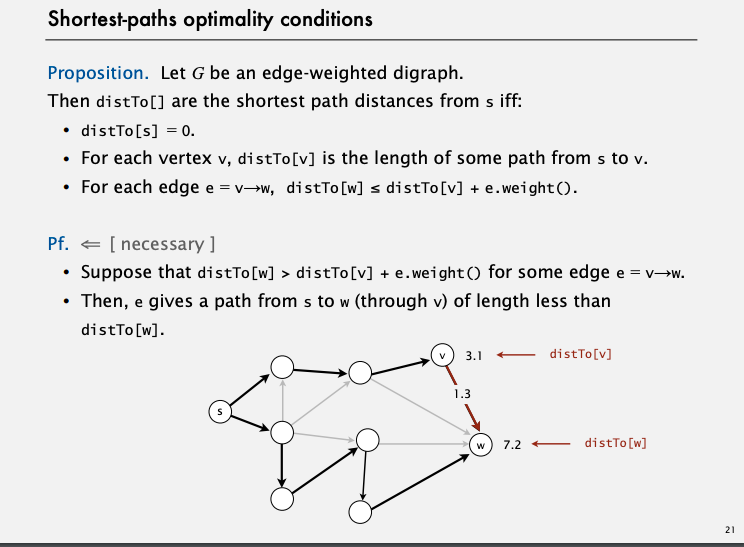 Shortest-paths optimality conditions
Proposition. Let G be an edge-weighted digraph.
Then distTo[] are the shortest path distances from s iff:
• distTo[s] = 0.
• For each vertex v, distTo[v] is the length of some path from s to v.
• For each edge e = v→w, distTo[w] ≤ distTo[v] + e.weight().
Pf. ⇐ [ necessary ]
• Suppose that distTo[w] > distTo[v] + e.weight() for some edge e = v→w.
• Then, e gives a path from s to w (through v) of length less than
distTo[w].
v 3.1 distTo[v]
1.3
s
w 7.2 distTo[w]
21